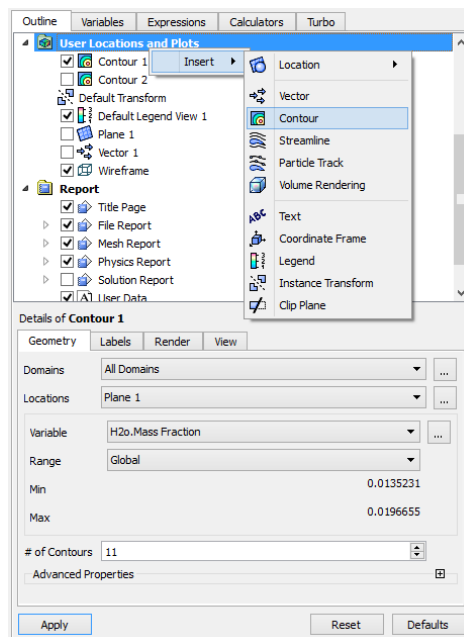 Outline Variables Expressions Calculators Turbo
User Locations and Plots
Contour 1 Insert Location
Contour 2
Default Transform Vector
Default Legend View 1 Contour
Plane 1 Streamline
Vector 1 Particle Track
Wireframe Volume Rendering
Report
Title Page ABC Text
File Report Coordinate Frame
Mesh Report Legend
Physics Report Instance Transform
Solution Report Clip Plane
A User Data
Details of Contour 1
Geometry Labels Render View
Domains All Domains ...
Locations Plane 1 ...
Variable H2o.Mass Fraction ...
Range Global
Min 0.0135231
Max 0.0196655
# of Contours 11
Advanced Properties
Apply Reset Defaults